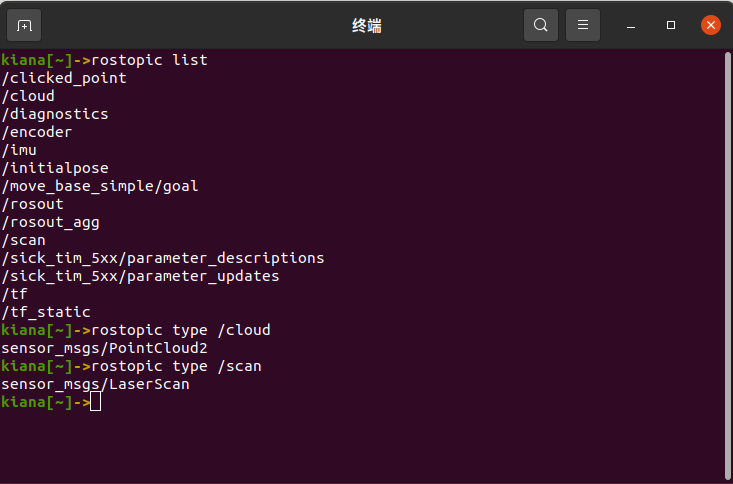 终端
kiana[~]->rostopic list
/clicked_point
/cloud
/diagnostics
/encoder
/imu
/initialpose
/move_base_simple/goal
/rosout
/rosout_agg
/scan
/sick_tim_5xx/parameter_descriptions
/sick_tim_5xx/parameter_updates
/tf
/tf_static
kiana[~]->rostopic type /cloud
sensor_msgs/PointCloud2
kiana[~]->rostopic type /scan
sensor_msgs/LaserScan
kiana[~]->